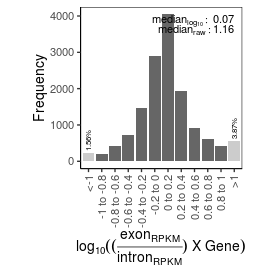 4000
3000
2000
1000
0
Frequency
median_log10 : 0.07
median_raw : 1.16
1.56%
3.87%
<-1
-1 to -0.8
-0.8 to -0.6
-0.6 to -0.4
-0.4 to -0.2
-0.2 to 0
0 to 0.2
0.2 to 0.4
0.4 to 0.6
0.6 to 0.8
0.8 to 1
>1
log10((exonRPKM/intronRPKM) X Gene)